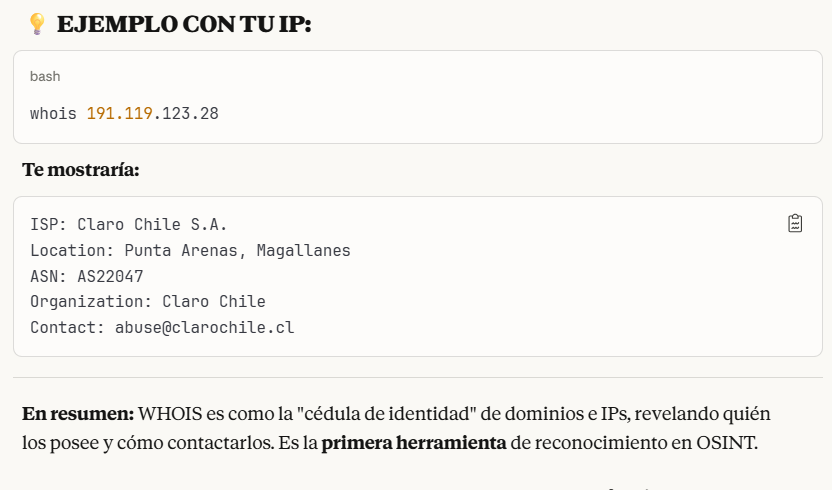 💡 EJEMPLO CON TU IP:
bash
whois 191.119.123.28
Te mostraría:
ISP: Claro Chile S.A.
Location: Punta Arenas, Magallanes
ASN: AS22047
Organization: Claro Chile
Contact: abuse@clarochile.cl
En resumen: WHOIS es como la "cédula de identidad" de dominios e IPs, revelando quién
los posee y cómo contactarlos. Es la primera herramienta de reconocimiento en OSINT.